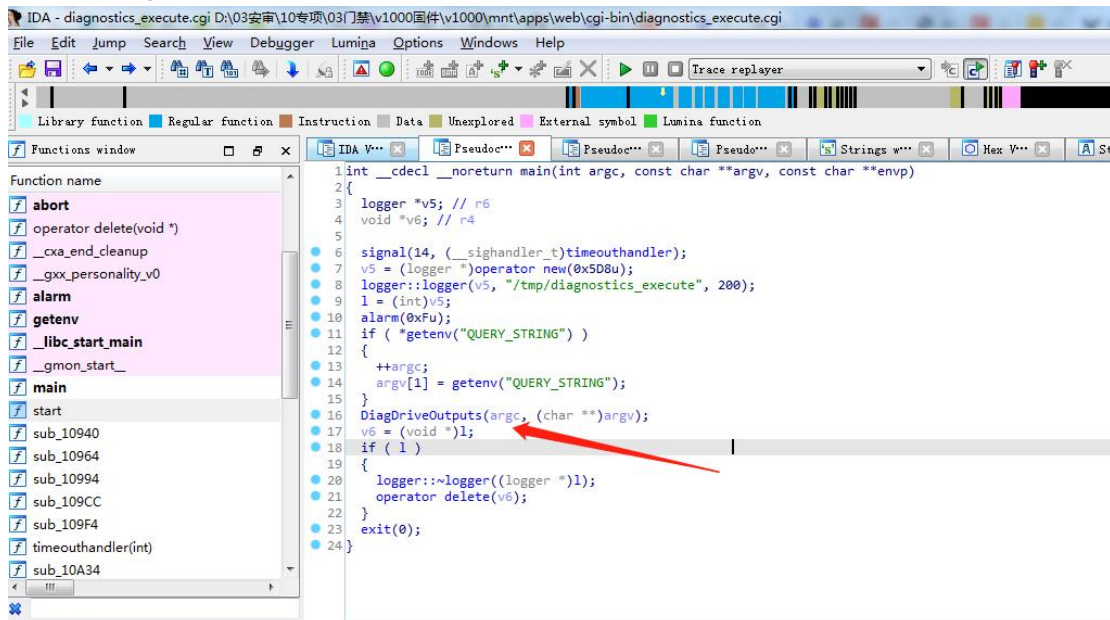 IDA - diagnostics_execute.cgi D:\03安审\10专项\03门禁\v1000固件\v1000\mnt\apps\web\cgi-bin\diagnostics_execute.cgi
File Edit Jump Search View Debugger Lumina Options Windows Help
Trace replayer
Library function Regular function Instruction Data Unexplored External symbol Lumina function
Functions window
IDA V··· Pseudoc··· Pseudoc··· Pseudo··· Strings w··· Hex V···
Function name
abort
operator delete(void *)
_cxa_end_cleanup
__gxx_personality_v0
alarm
getenv
_libc_start_main
__gmon_start__
main
start
sub_10940
sub_10964
sub_10994
sub_109CC
sub_109F4
timeouthandler(int)
sub_10A34
1 int __cdecl __noreturn main(int argc, const char **argv, const char **envp)
2 {
3 logger *v5; // r6
4 void *v6; // r4
5
6 signal(14, (__sighandler_t)timeouthandler);
7 v5 = (logger *)operator new(0x5D8u);
8 logger::logger(v5, "/tmp/diagnostics_execute", 200);
9 l = (int)v5;
10 alarm(0xFu);
11 if ( *getenv("QUERY_STRING") )
12 {
13 ++argc;
14 argv[1] = getenv("QUERY_STRING");
15 }
16 DiagDriveOutputs(argc, (char **)argv);
17 v6 = (void *)l;
18 if ( l )
19 {
20 logger::~logger((logger *)l);
21 operator delete(v6);
22 }
23 exit(0);
24 }